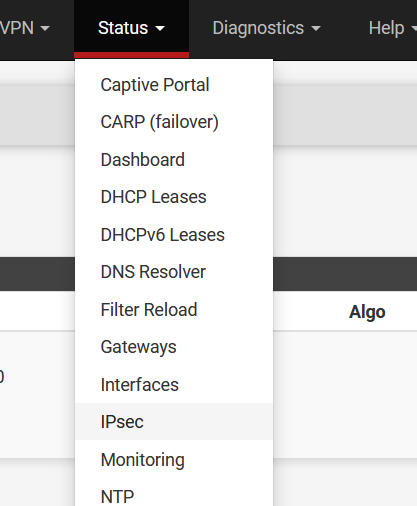 VPN Status Diagnostics Help
Captive Portal
CARP (failover)
Dashboard
DHCP Leases
DHCPv6 Leases
DNS Resolver
Filter Reload
Algo
Gateways
0
Interfaces
IPsec
Monitoring
NTP